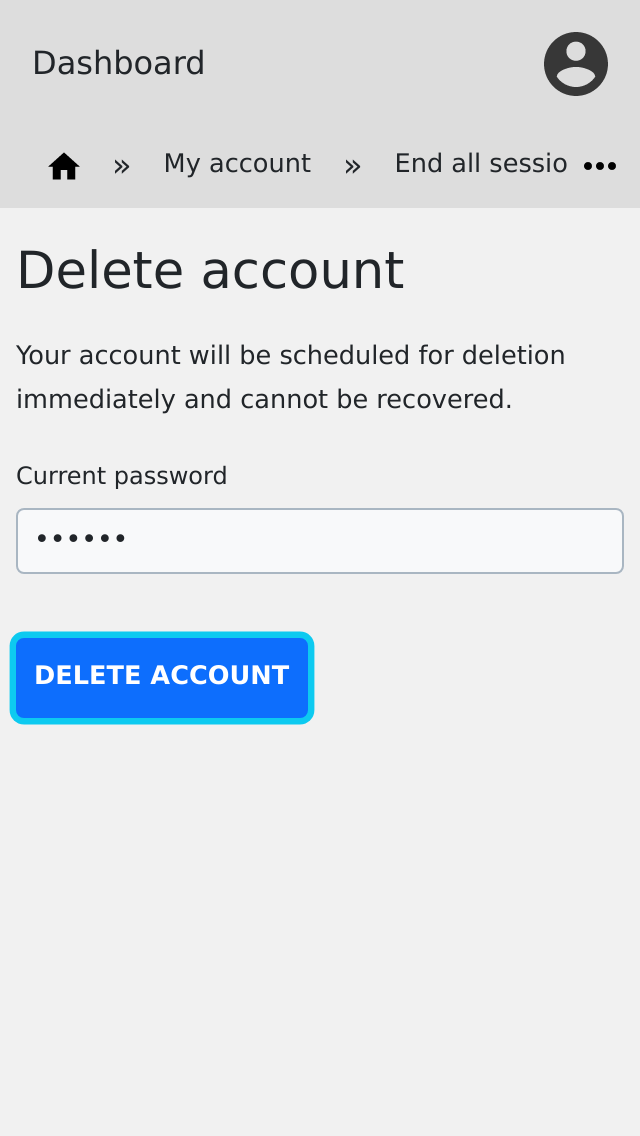 Dashboard
» My account » End all sessio •••
Delete account
Your account will be scheduled for deletion
immediately and cannot be recovered.
Current password
••••••
DELETE ACCOUNT